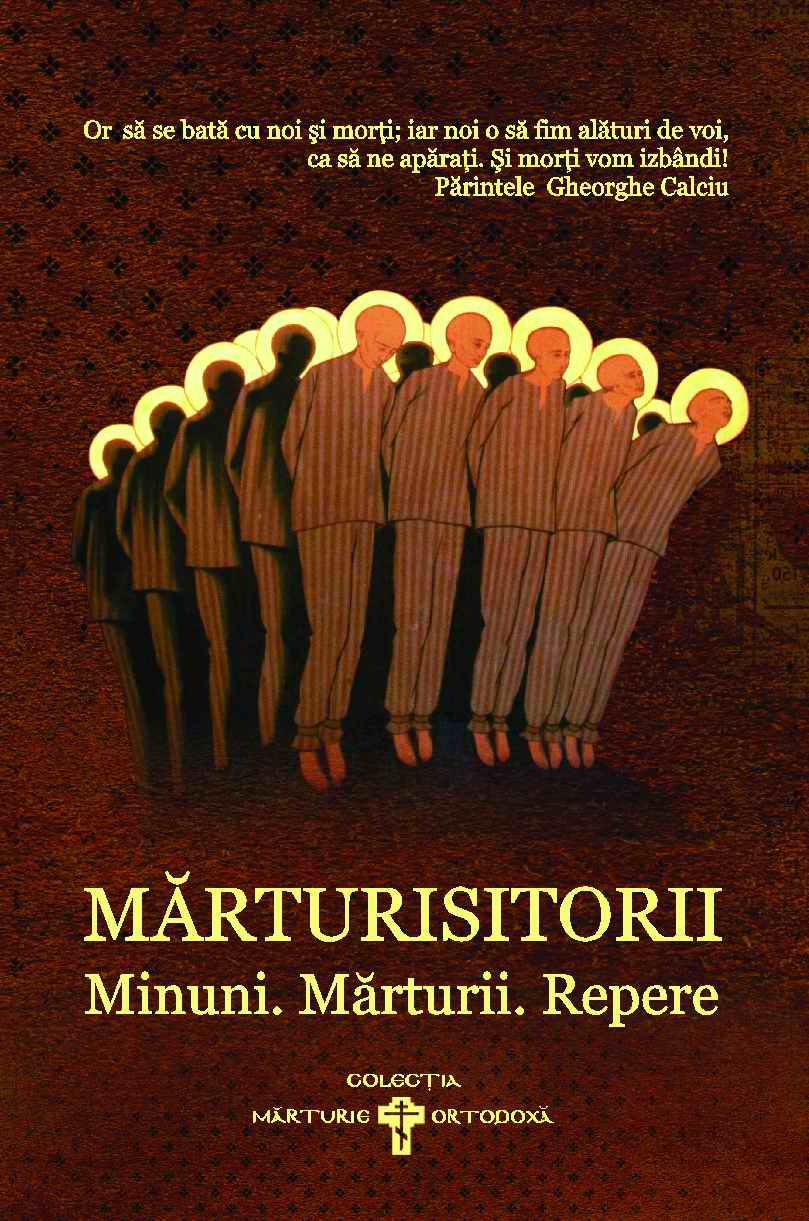 Or să se bată cu noi şi morţi; iar noi o să fim alături de voi,
ca să ne apăraţi. Şi morţi vom izbândi!
Părintele Gheorghe Calciu
MĂRTURISITORII
Minuni. Mărturii. Repere
COLECŢIA
MĂRTURIE ORTODOXĂ